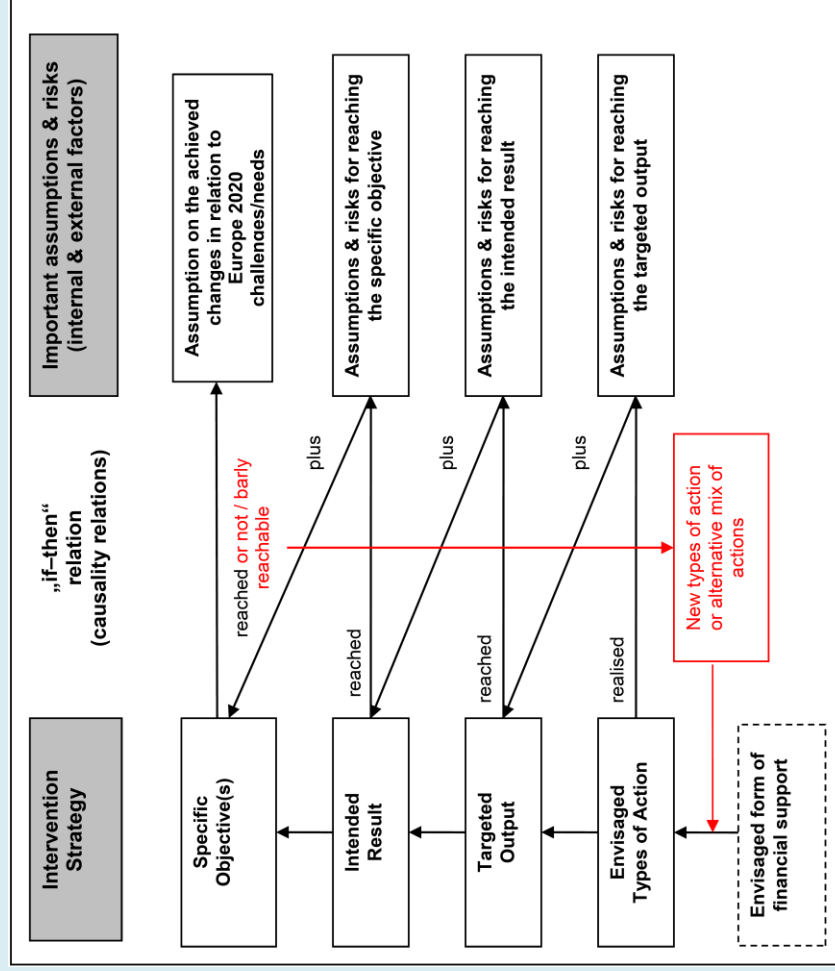 Intervention
Strategy
„if–then“
relation
(causality relations)
Important assumptions & risks
(internal & external factors)
Specific
Objective(s)
reached or not / barly
reachable
Assumption on the achieved
changes in relation to
Europe 2020
challenges/needs
plus
Intended
Result
reached
Assumptions & risks for reaching
the specific objective
plus
Targeted
Output
reached
Assumptions & risks for reaching
the intended result
plus
Envisaged
Types of Action
realised
Assumptions & risks for reaching
the targeted output
New types of action
or alternative mix of
actions
Envisaged form of
financial support